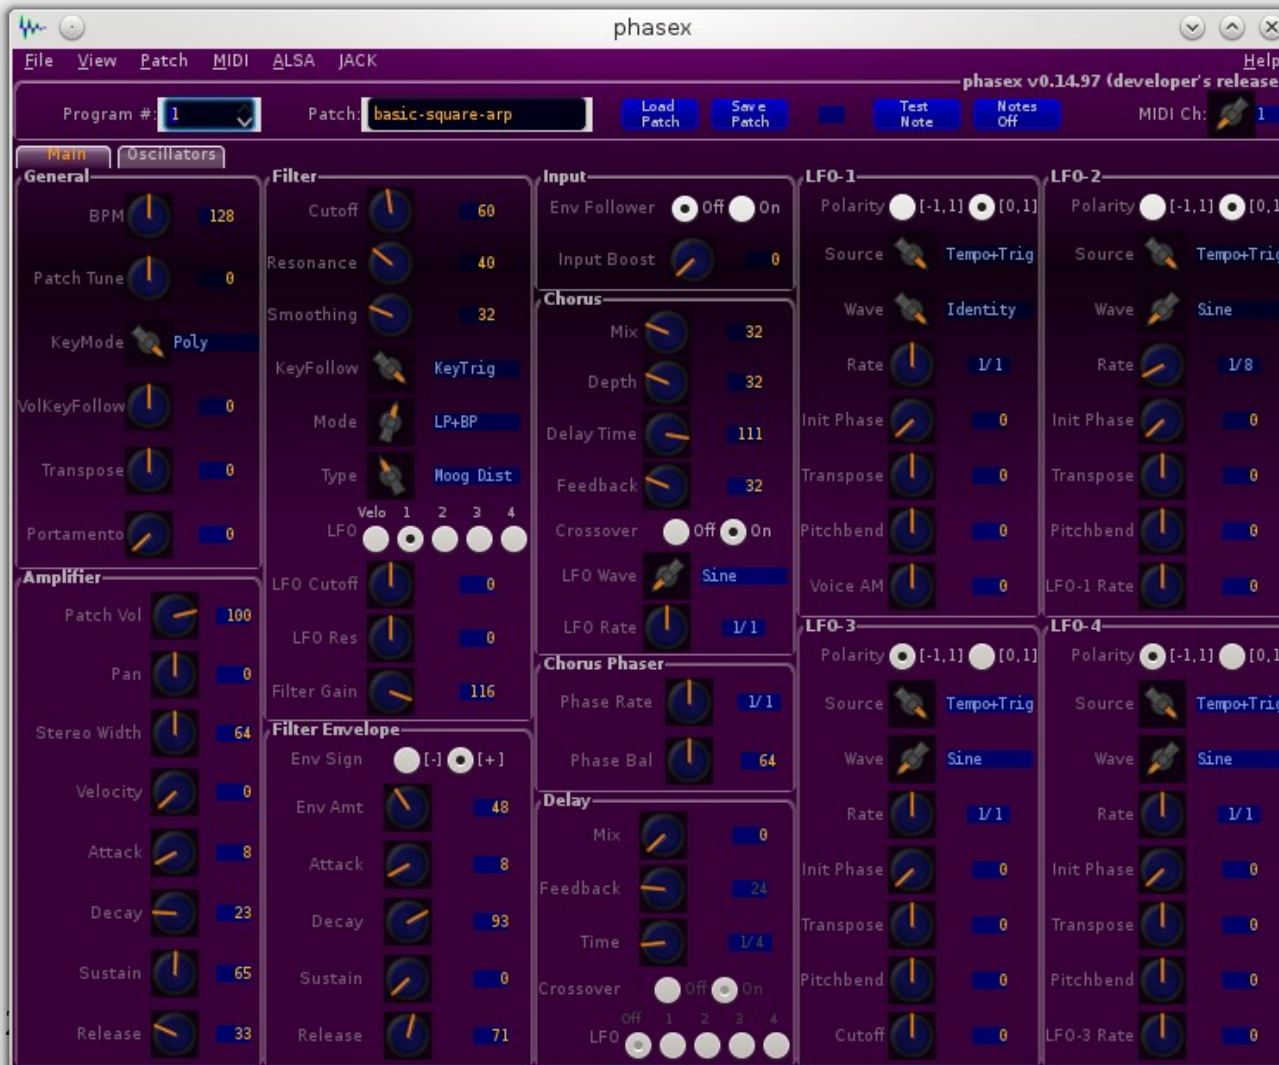 phasex
File View Patch MIDI ALSA JACK Help
phasex v0.14.97 (developer's release
Program #: 1 Patch: basic-square-arp Load Patch Save Patch Test Note Notes Off MIDI Ch: 1
Main Oscillators
General
BPM 128
Patch Tune 0
KeyMode Poly
VolKeyFollow 0
Transpose 0
Portamento 0
Amplifier
Patch Vol 100
Pan 0
Stereo Width 64
Velocity 0
Attack 8
Decay 23
Sustain 65
Release 33
Filter
Cutoff 60
Resonance 40
Smoothing 32
KeyFollow KeyTrig
Mode LP+BP
Type Moog Dist
Velo 1 2 3 4
LFO
LFO Cutoff 0
LFO Res 0
Filter Gain 116
Filter Envelope
Env Sign [-] [+]
Env Amt 48
Attack 8
Decay 93
Sustain 0
Release 71
Input
Env Follower Off On
Input Boost 0
Chorus
Mix 32
Depth 32
Delay Time 111
Feedback 32
Crossover Off On
LFO Wave Sine
LFO Rate 1/1
Chorus Phaser
Phase Rate 1/1
Phase Bal 64
Delay
Mix 0
Feedback 24
Time 1/4
Crossover Off On
Off 1 2 3 4
LFO
LFO-1
Polarity [-1,1] [0,1]
Source Tempo+Trig
Wave Identity
Rate 1/1
Init Phase 0
Transpose 0
Pitchbend 0
Voice AM 0
LFO-2
Polarity [-1,1] [0,1
Source Tempo+Trig
Wave Sine
Rate 1/8
Init Phase 0
Transpose 0
Pitchbend 0
LFO-1 Rate 0
LFO-3
Polarity [-1,1] [0,1]
Source Tempo+Trig
Wave Sine
Rate 1/1
Init Phase 0
Transpose 0
Pitchbend 0
Cutoff 0
LFO-4
Polarity [-1,1] [0,1
Source Tempo+Trig
Wave Sine
Rate 1/1
Init Phase 0
Transpose 0
Pitchbend 0
LFO-3 Rate 0